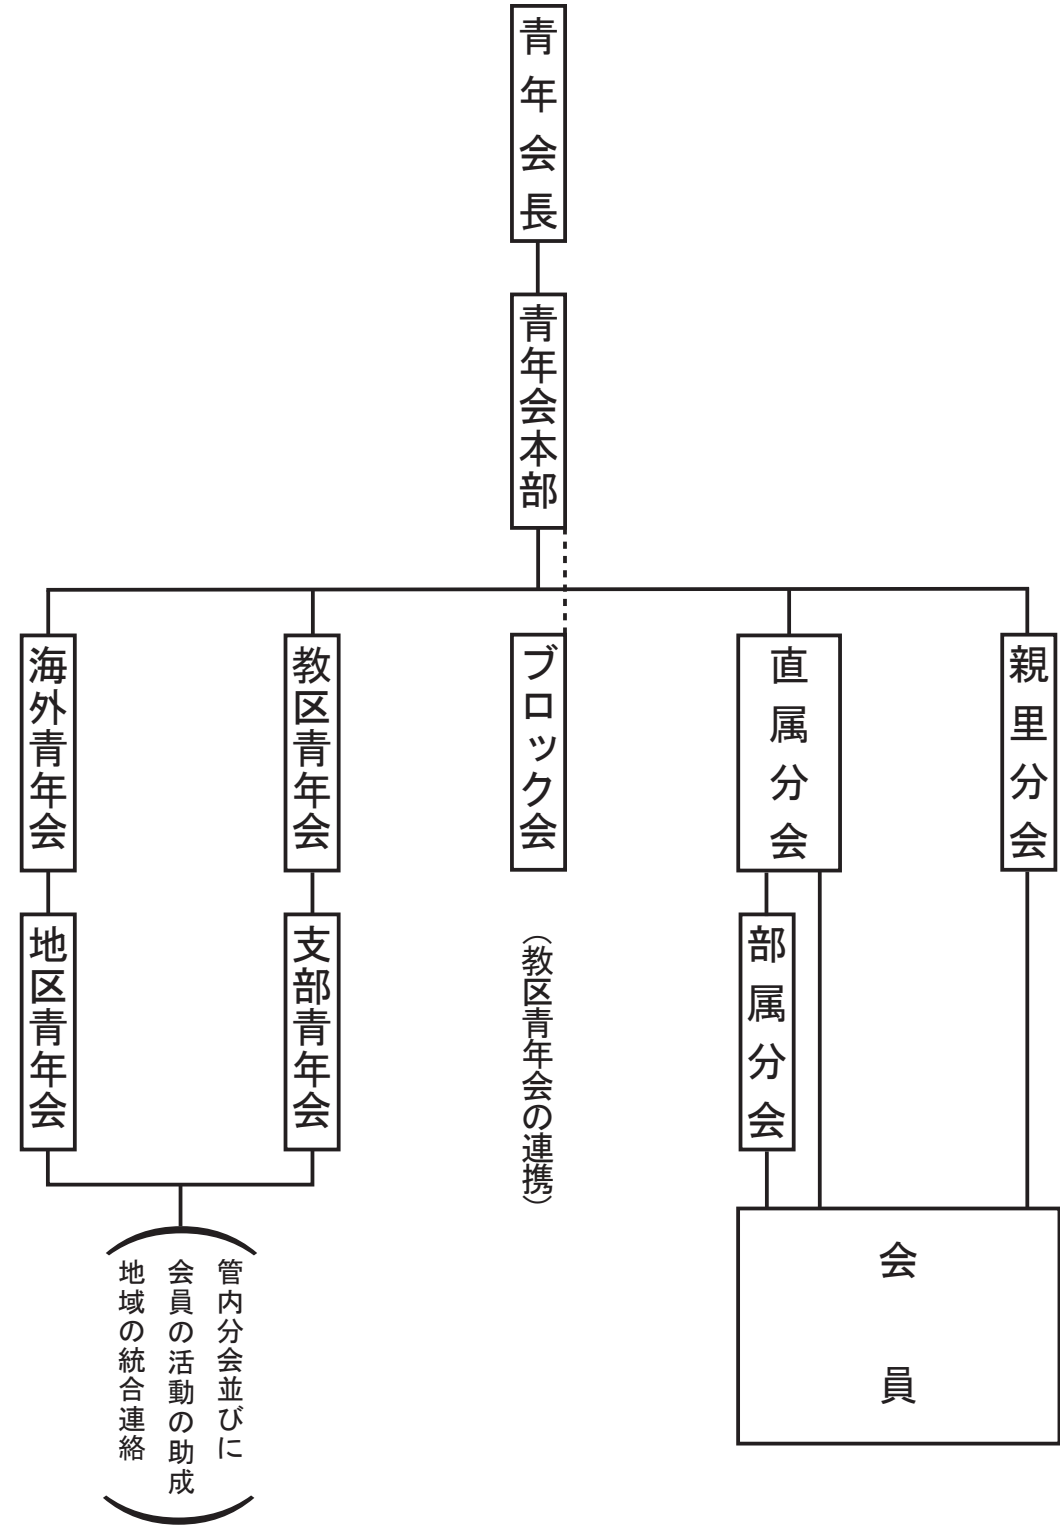 青年会長
青年会本部
親里分会
直属分会
ブロック会
教区青年会
海外青年会
部属分会
(教区青年会の連携)
支部青年会
地区青年会
会員
管内分会並びに
会員の活動の助成
地域の統合連絡